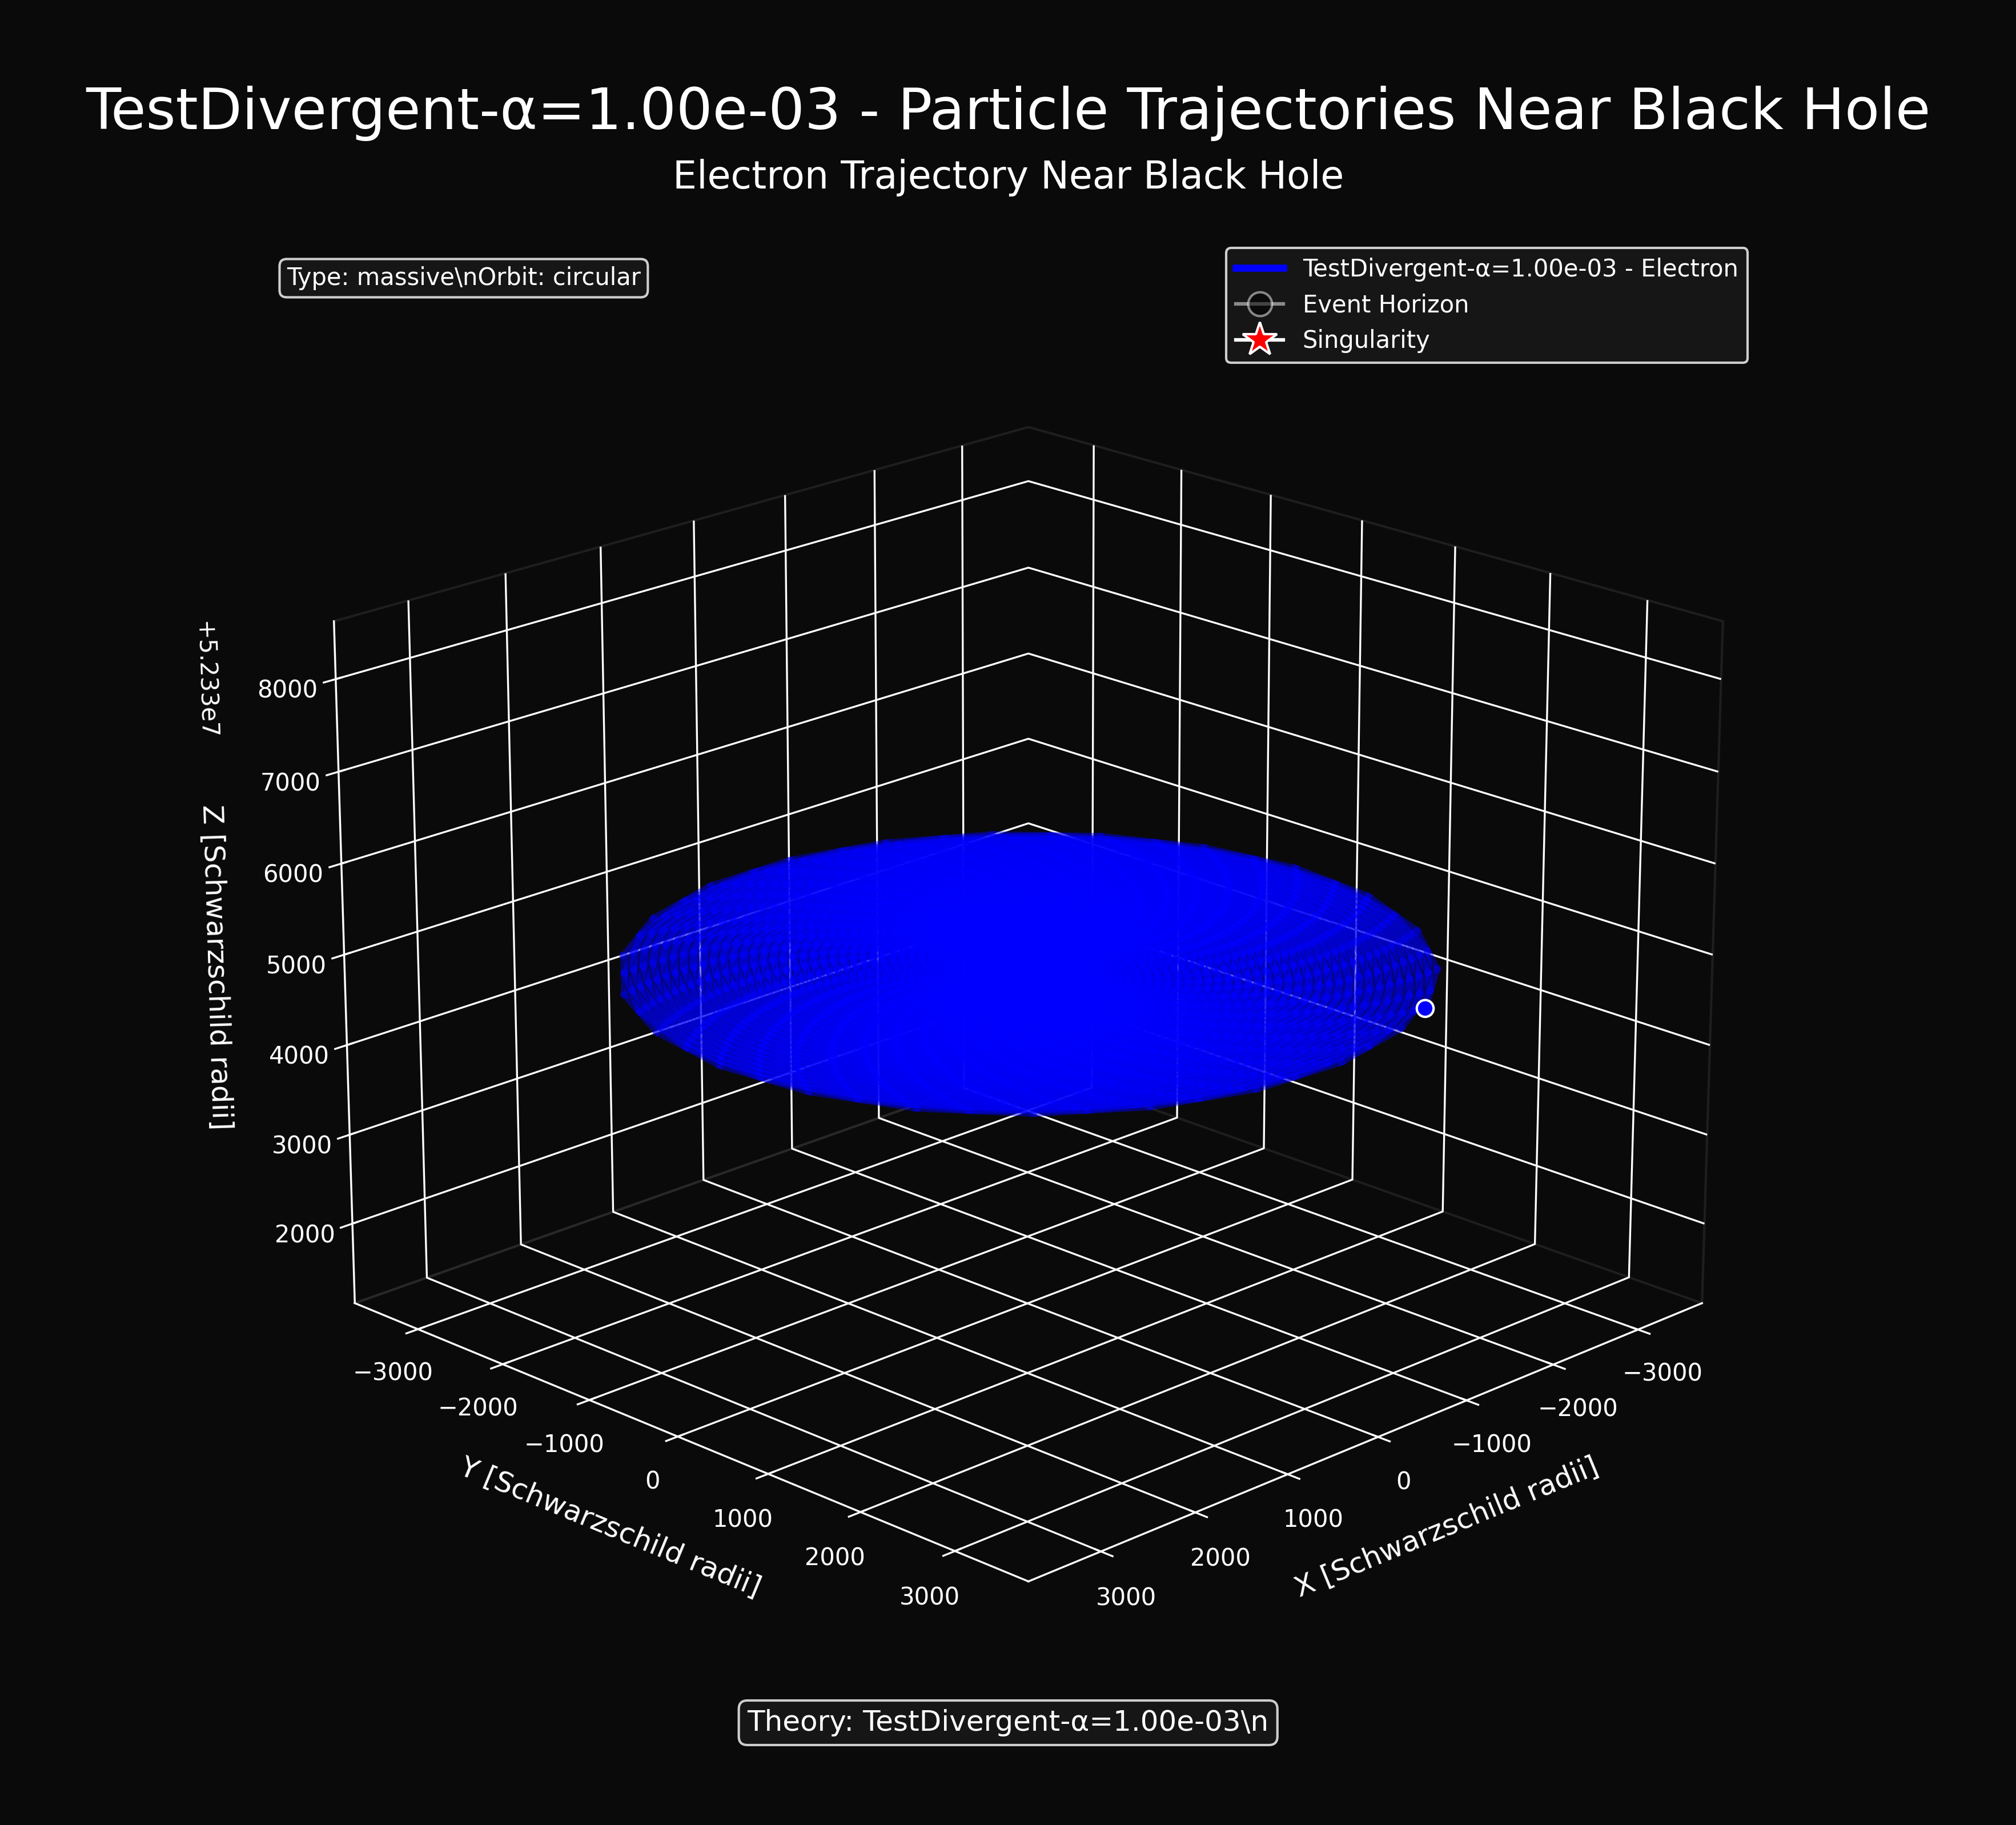 TestDivergent-α=1.00e-03 - Particle Trajectories Near Black Hole
Electron Trajectory Near Black Hole
Type: massive\nOrbit: circular
TestDivergent-α=1.00e-03 - Electron
Event Horizon
Singularity
+5.233e7
Z [Schwarzschild radii]
8000
7000
6000
5000
4000
3000
2000
−3000
−2000
−1000
0
1000
2000
3000
Y [Schwarzschild radii]
−3000
−2000
−1000
0
1000
2000
3000
X [Schwarzschild radii]
Theory: TestDivergent-α=1.00e-03\n